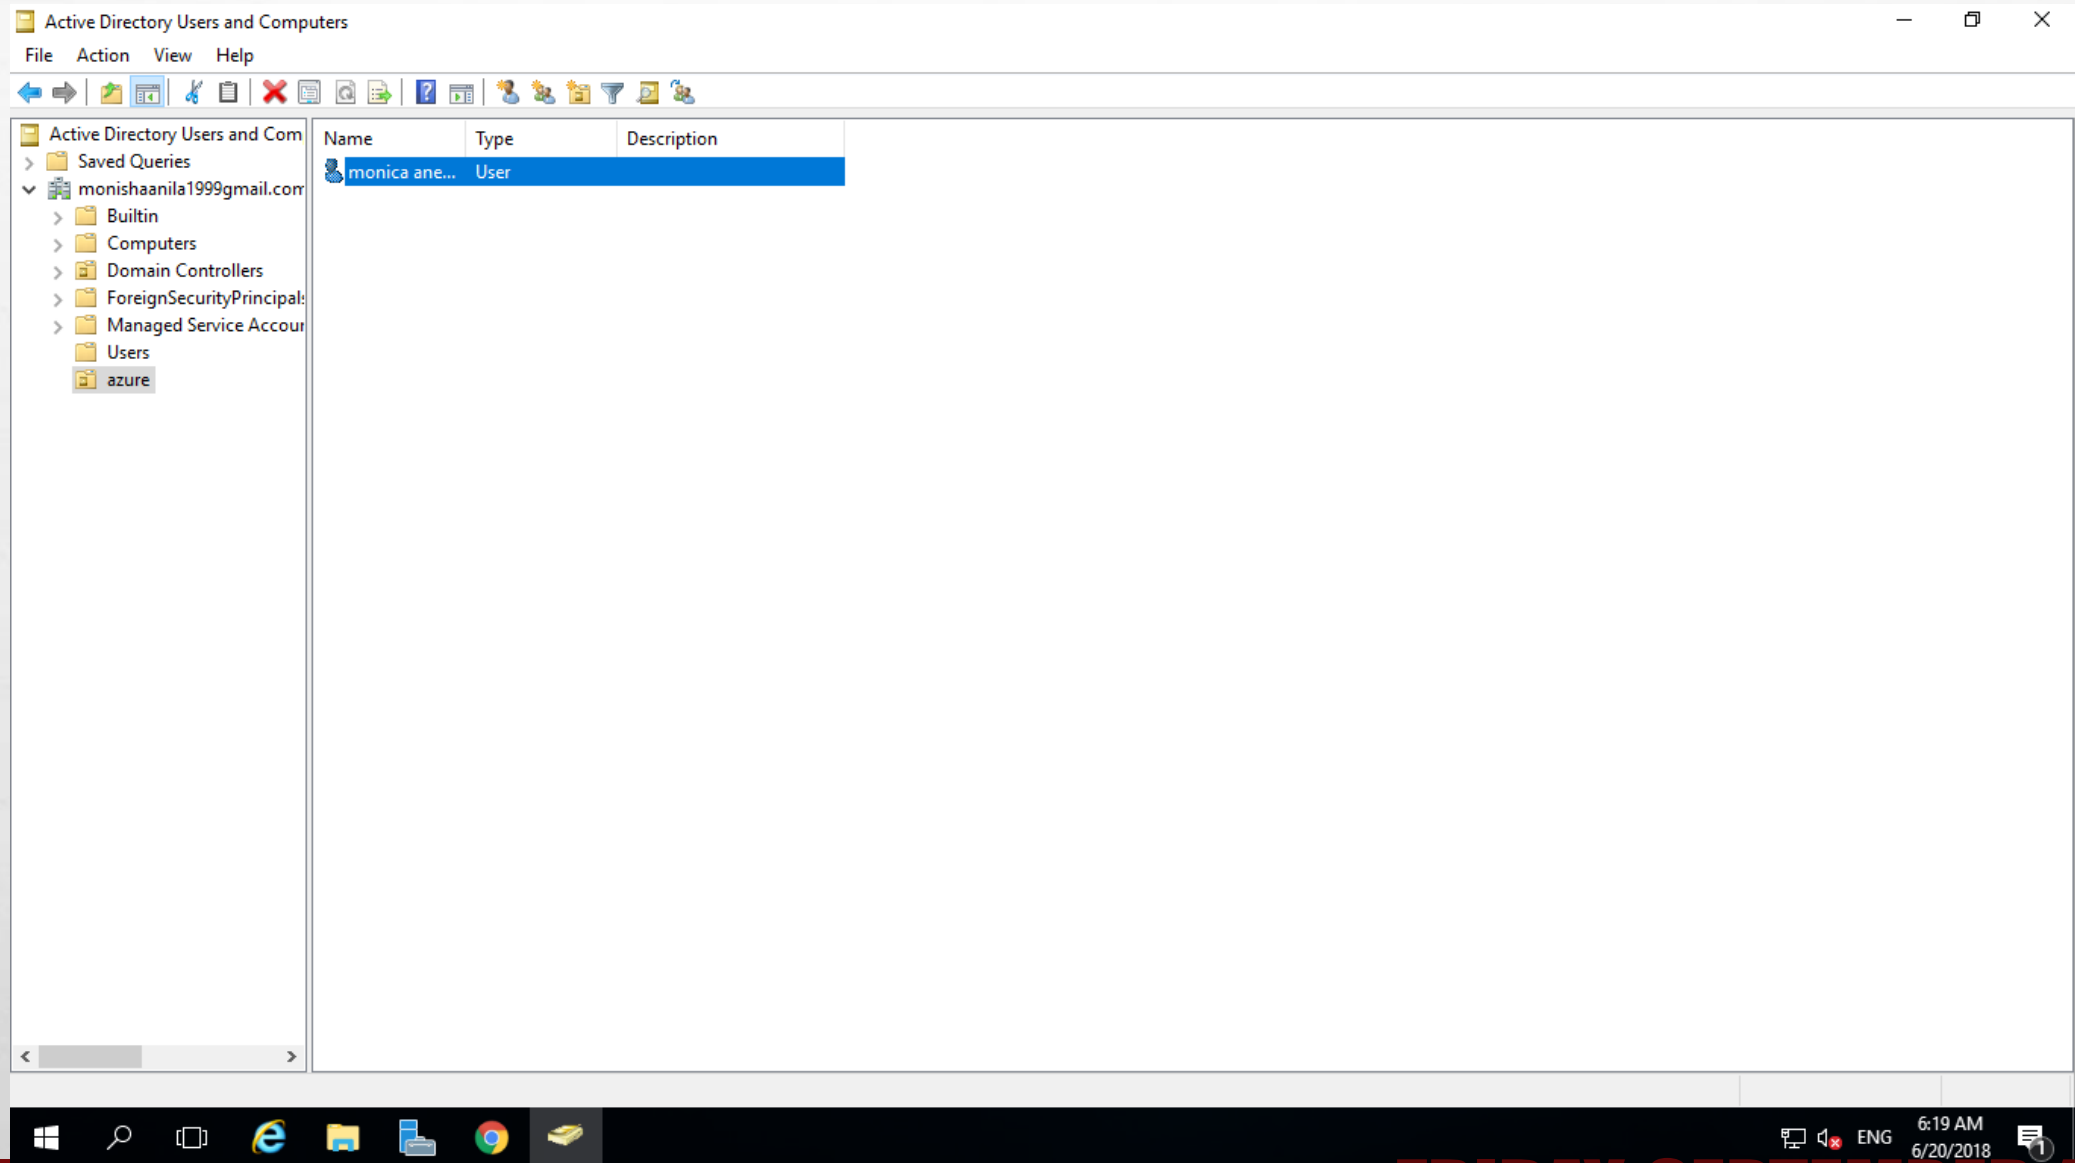 Active Directory Users and Computers
File Action View Help
Active Directory Users and Com
Saved Queries
monishaanila1999gmail.com
Builtin
Computers
Domain Controllers
ForeignSecurityPrincipals
Managed Service Accour
Users
azure
Name Type Description
monica ane... User
6:19 AM
ENG
6/20/2018
1